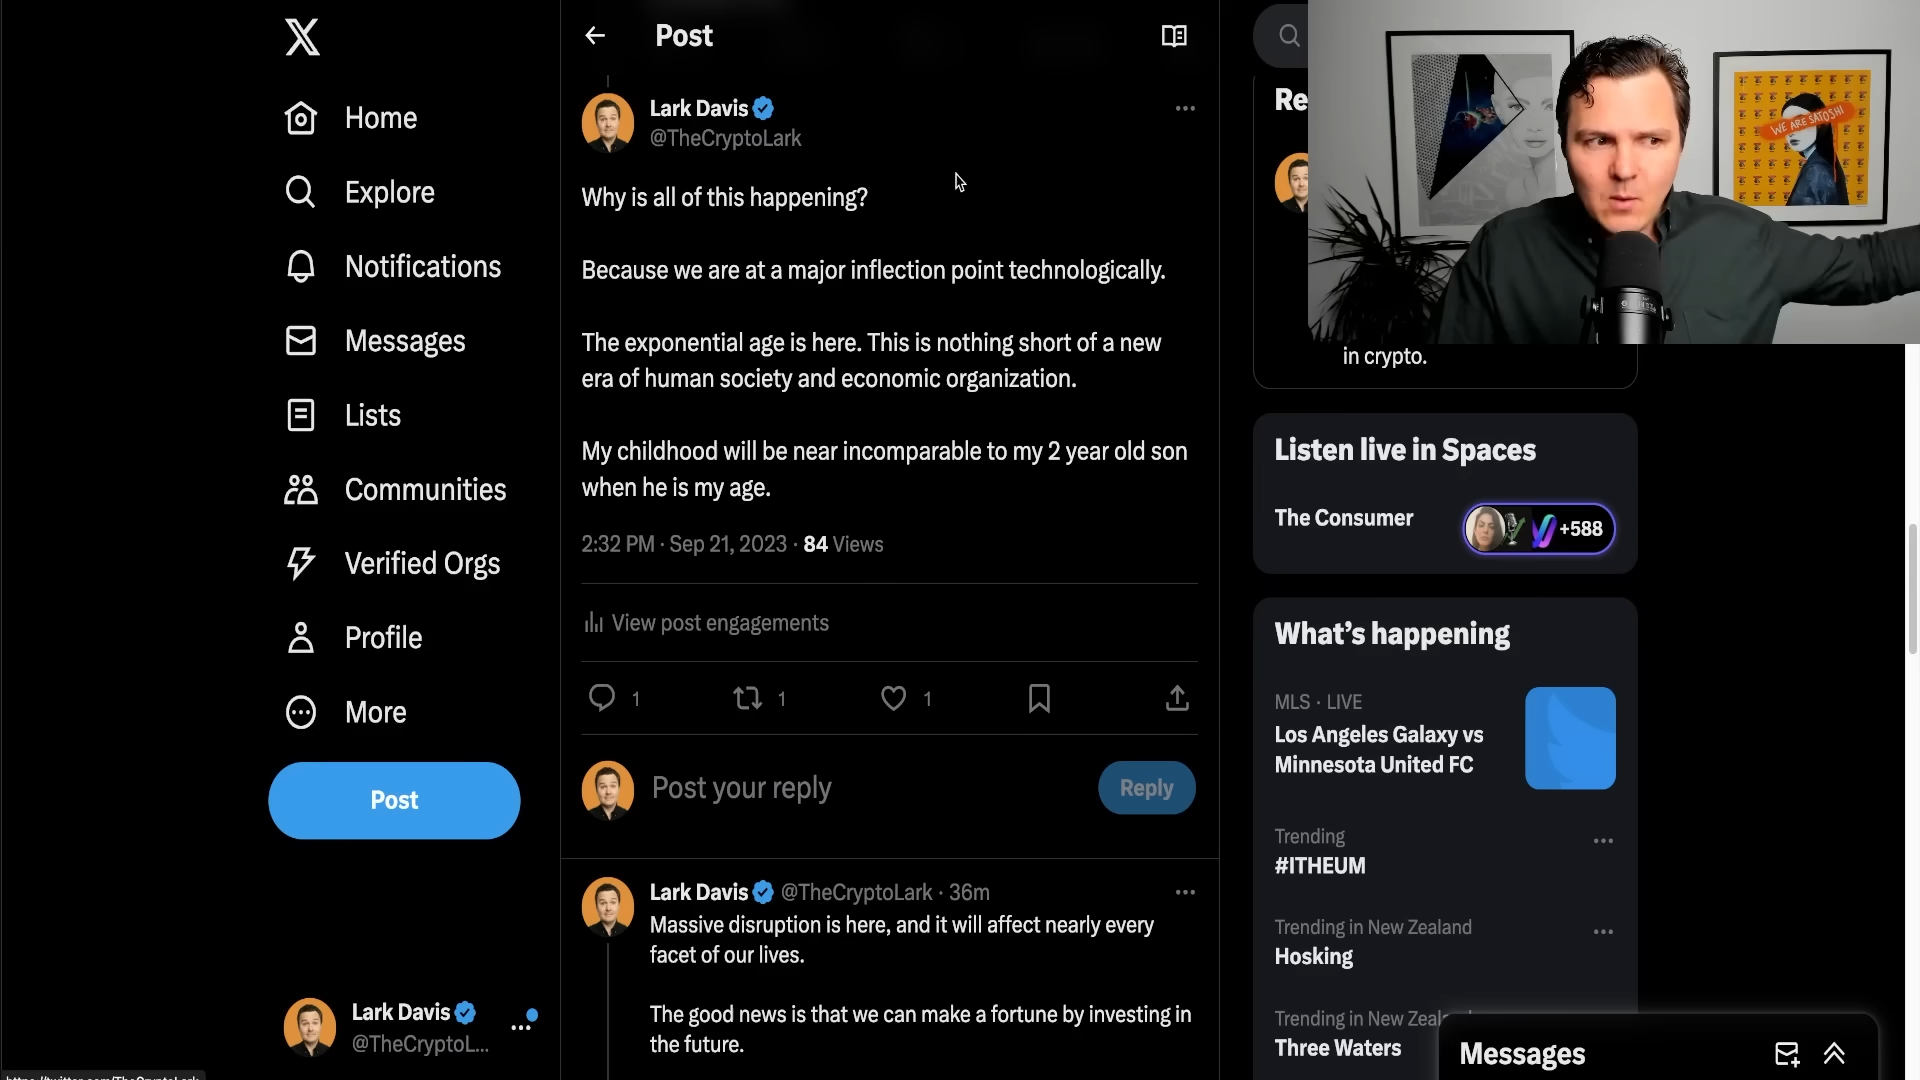 Home
Explore
Notifications
Messages
Lists
Communities
Verified Orgs
Profile
More
Post
Lark Davis
@TheCryptoL...
Post
Lark Davis
@TheCryptoLark
Why is all of this happening?
Because we are at a major inflection point technologically.
The exponential age is here. This is nothing short of a new
era of human society and economic organization.
My childhood will be near incomparable to my 2 year old son
when he is my age.
2:32 PM · Sep 21, 2023 · 84 Views
View post engagements
1
1
1
Post your reply
Reply
Lark Davis @TheCryptoLark · 36m
Massive disruption is here, and it will affect nearly every
facet of our lives.
The good news is that we can make a fortune by investing in
the future.
Re
WE ARE SATOSHI
in crypto.
Listen live in Spaces
The Consumer
+588
What's happening
MLS · LIVE
Los Angeles Galaxy vs
Minnesota United FC
Trending
#ITHEUM
Trending in New Zealand
Hosking
Trending in New Zeal
Three Waters
Messages